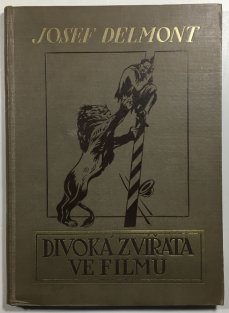 JOSEF DELMONT
DIVOKÁ ZVÍŘATA
VE FILMU